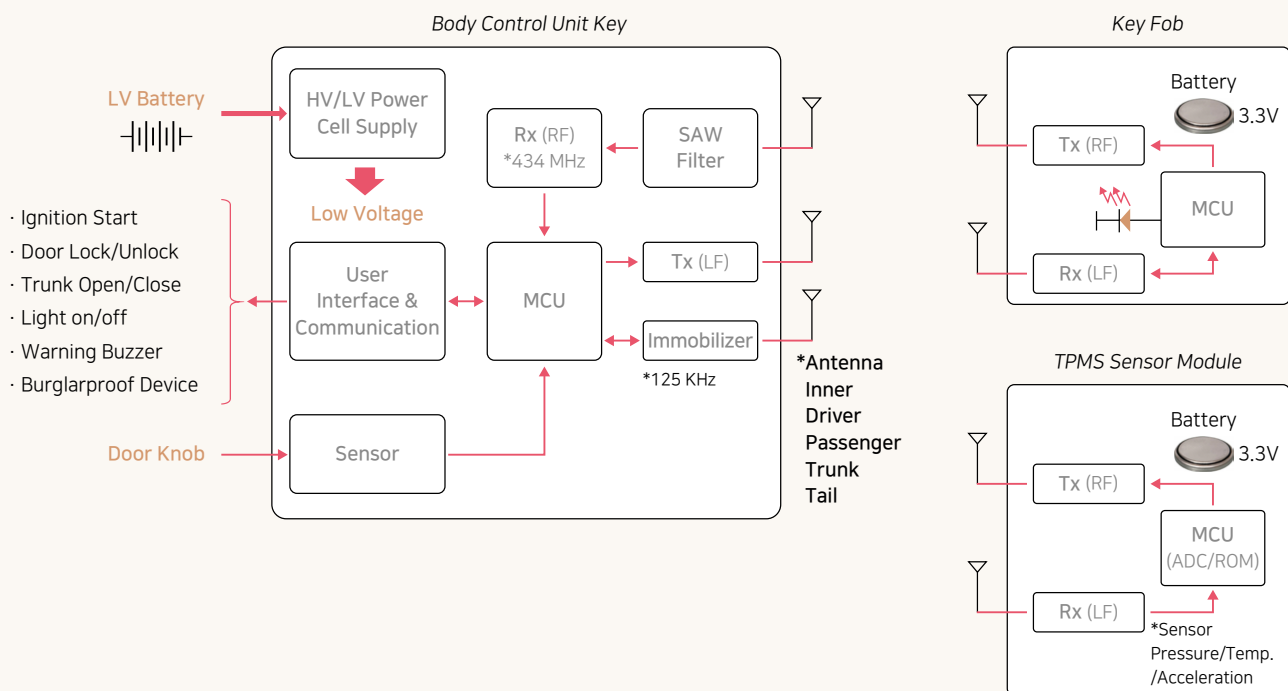 Body Control Unit Key
LV Battery
HV/LV Power
Cell Supply
Low Voltage
Rx (RF)
*434 MHz
SAW
Filter
· Ignition Start
· Door Lock/Unlock
· Trunk Open/Close
· Light on/off
· Warning Buzzer
· Burglarproof Device
User
Interface &
Communication
MCU
Tx (LF)
Immobilizer
*125 KHz
*Antenna
Inner
Driver
Passenger
Trunk
Tail
Door Knob
Sensor
Key Fob
Battery
3.3V
Tx (RF)
MCU
Rx (LF)
TPMS Sensor Module
Battery
3.3V
Tx (RF)
MCU
(ADC/ROM)
Rx (LF)
*Sensor
Pressure/Temp.
/Acceleration